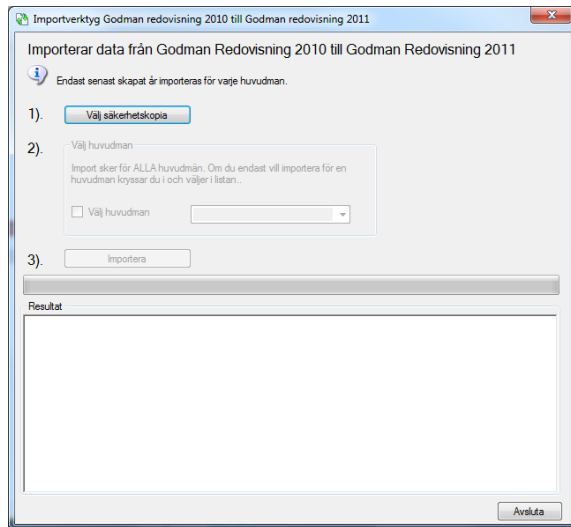 Importverktyg Godman redovisning 2010 till Godman redovisning 2011
Importerar data från Godman Redovisning 2010 till Godman Redovisning 2011
Endast senast skapat år importeras för varje huvudman.
1). Välj säkerhetskopia
2). Välj huvudman
Import sker för ALLA huvudmän. Om du endast vill importera för en
huvudman kryssar du i och väljer i listan..
Välj huvudman
3). Importera
Resultat
Avsluta